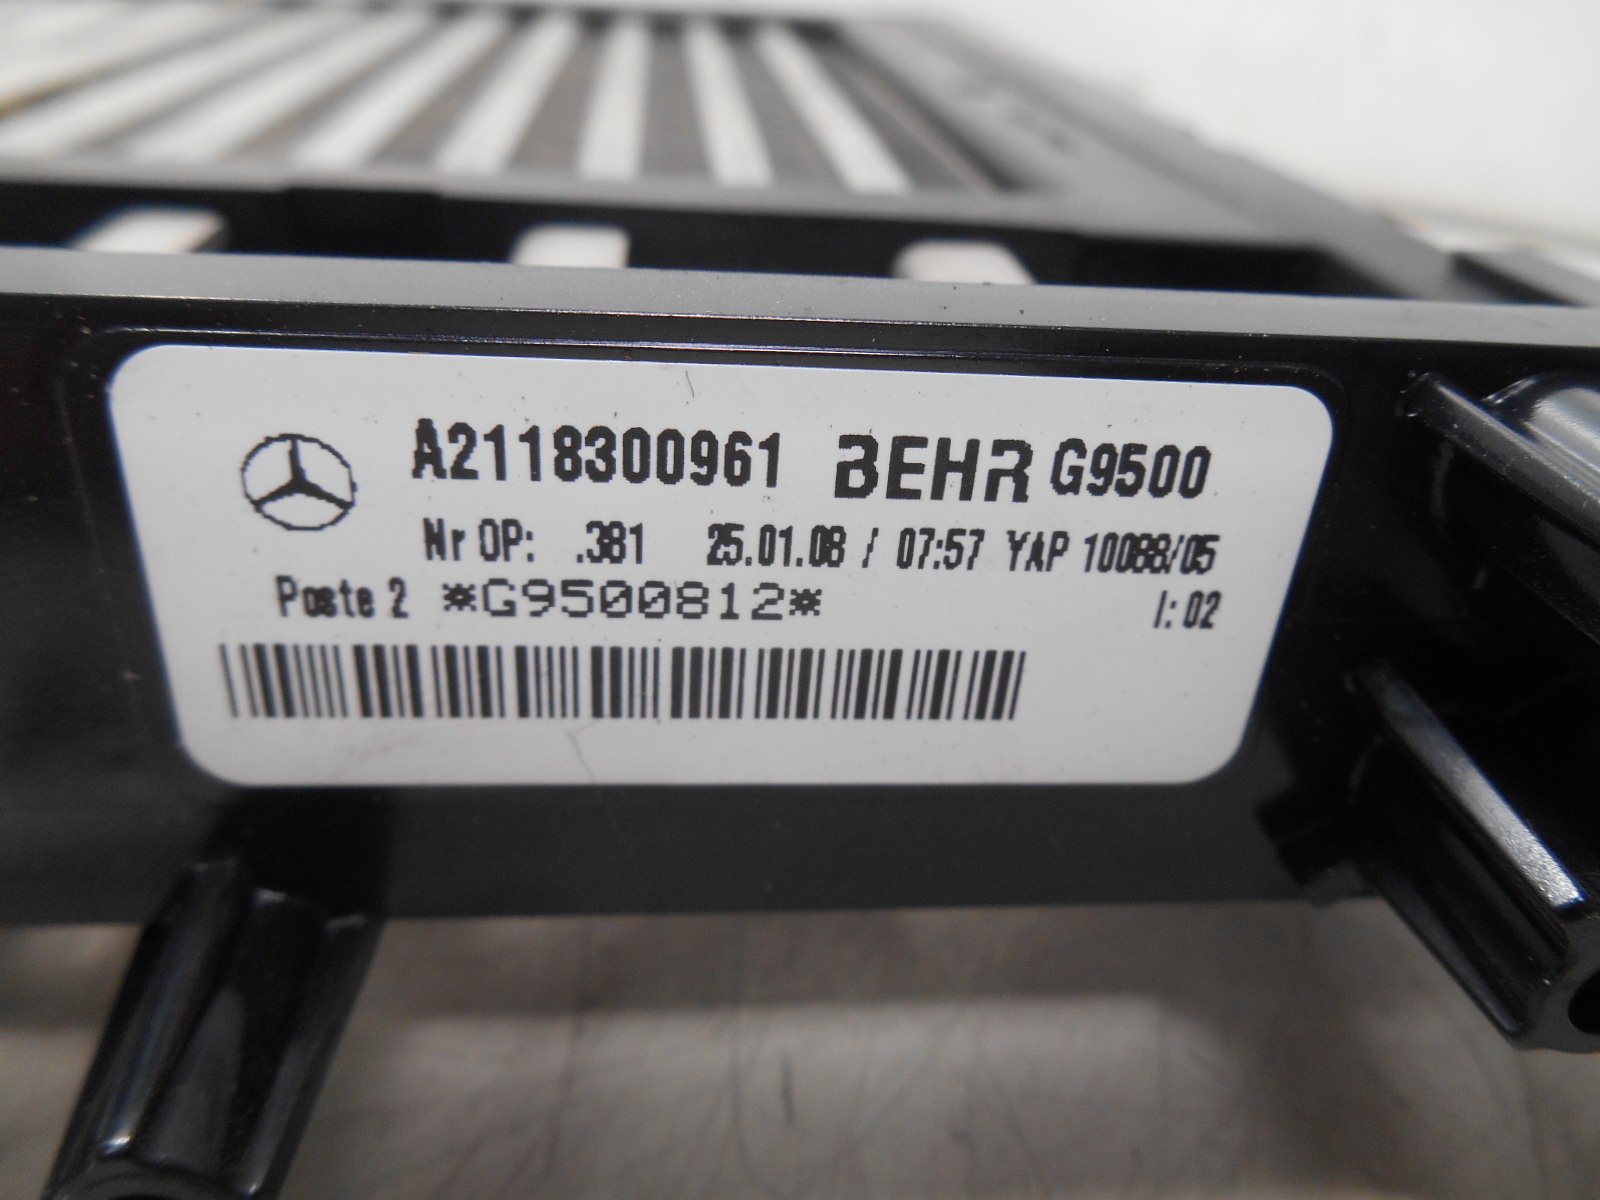 A2118300961 BEHR G9500
Nr OP: .381 25.01.08 / 07:57 YAP 10088/05
Poste 2 *G9500812* I: 02